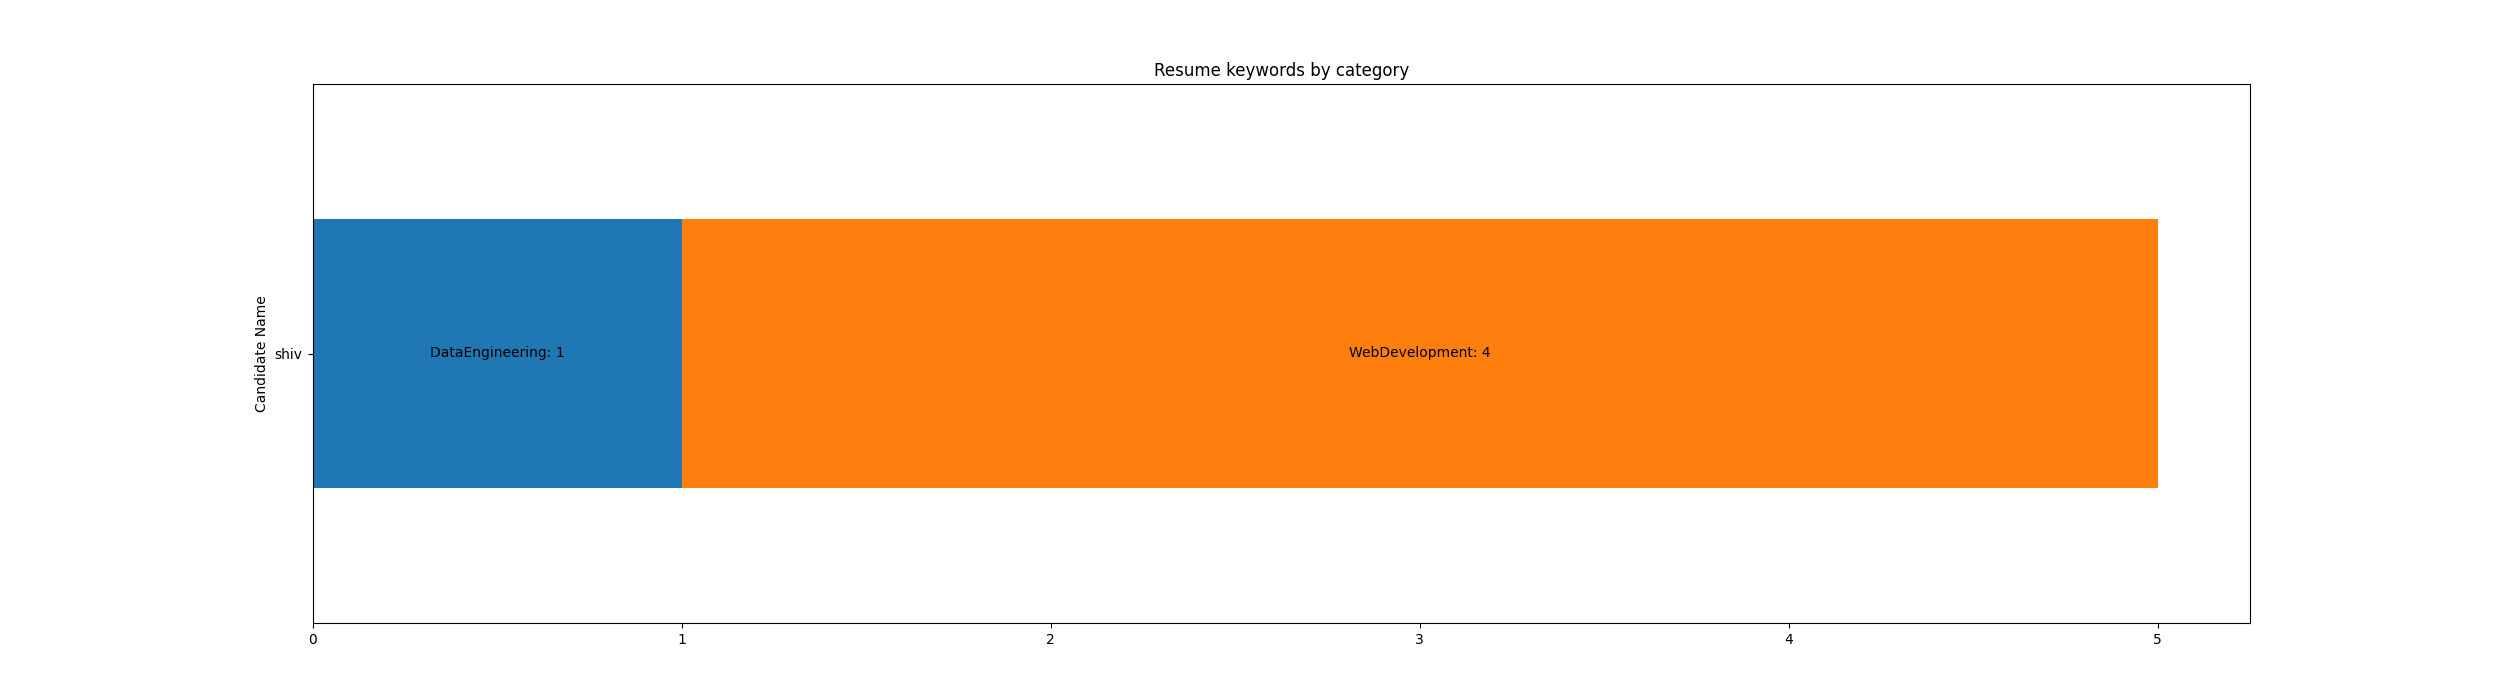 Resume keywords by category
Candidate Name
shiv
DataEngineering: 1
WebDevelopment: 4
0 1 2 3 4 5